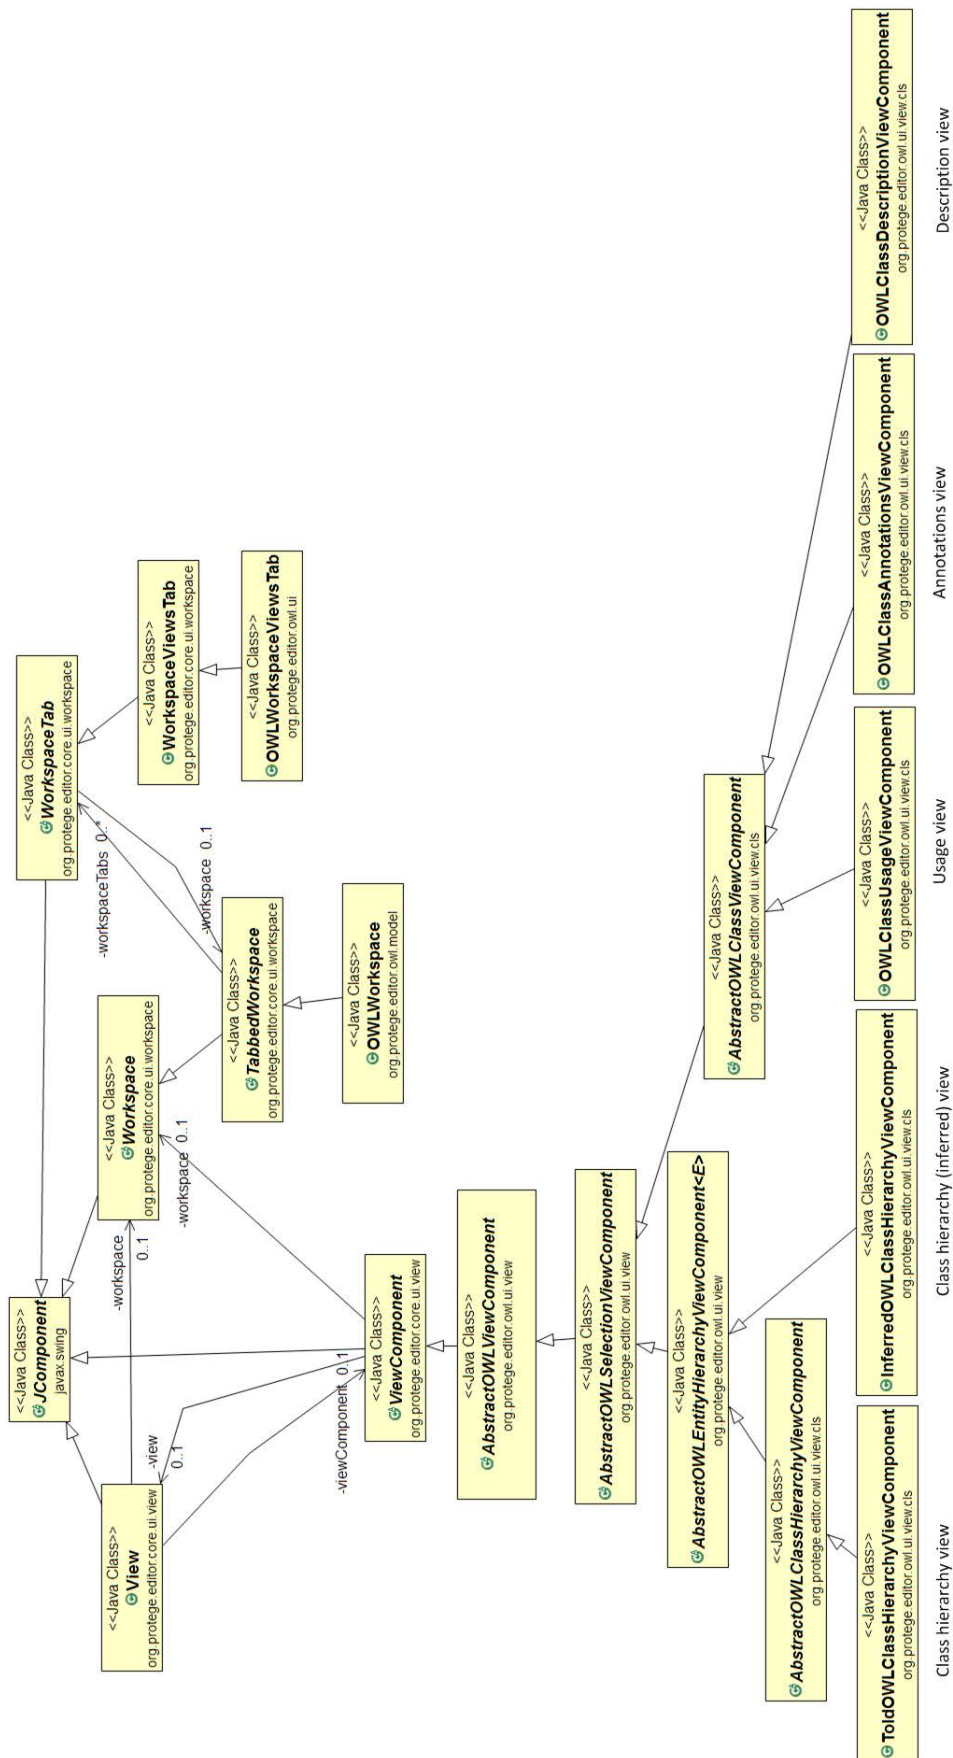 <<Java Class>>
JComponent
javax.swing
<<Java Class>>
WorkspaceTab
org.protege.editor.core.ui.workspace
<<Java Class>>
View
org.protege.editor.core.ui.view
-workspace
0..1
<<Java Class>>
Workspace
org.protege.editor.core.ui.workspace
-workspaceTabs 0..*
<<Java Class>>
WorkspaceViewsTab
org.protege.editor.core.ui.workspace
-view
0..1
-workspace 0..1
-workspace 0..1
<<Java Class>>
TabbedWorkspace
org.protege.editor.core.ui.workspace
<<Java Class>>
OWLWorkspaceViewsTab
org.protege.editor.owl.ui
-viewComponent 0..1
<<Java Class>>
ViewComponent
org.protege.editor.core.ui.view
<<Java Class>>
OWLWorkspace
org.protege.editor.owl.model
<<Java Class>>
AbstractOWLViewComponent
org.protege.editor.owl.ui.view
<<Java Class>>
AbstractOWLSelectionViewComponent
org.protege.editor.owl.ui.view
<<Java Class>>
AbstractOWLEntityHierarchyViewComponent<E>
org.protege.editor.owl.ui.view
<<Java Class>>
AbstractOWLClassViewComponent
org.protege.editor.owl.ui.view.cls
<<Java Class>>
AbstractOWLClassHierarchyViewComponent
org.protege.editor.owl.ui.view.cls
<<Java Class>>
ToldOWLClassHierarchyViewComponent
org.protege.editor.owl.ui.view.cls
<<Java Class>>
InferredOWLClassHierarchyViewComponent
org.protege.editor.owl.ui.view.cls
<<Java Class>>
OWLClassUsageViewComponent
org.protege.editor.owl.ui.view.cls
<<Java Class>>
OWLClassAnnotationsViewComponent
org.protege.editor.owl.ui.view.cls
<<Java Class>>
OWLClassDescriptionViewComponent
org.protege.editor.owl.ui.view.cls
Class hierarchy view
Class hierarchy (inferred) view
Usage view
Annotations view
Description view